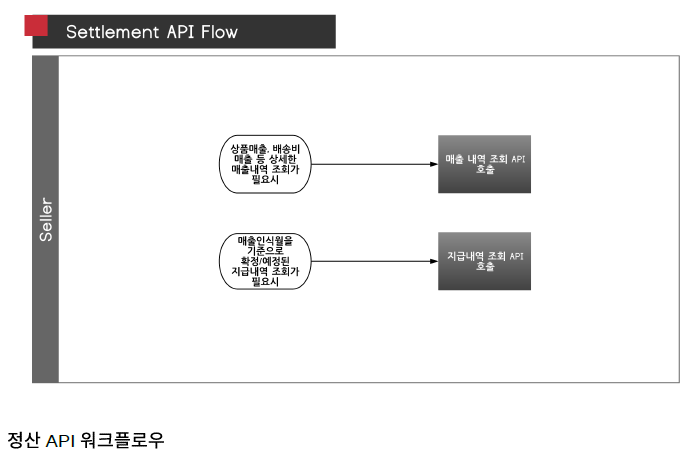 Settlement API Flow
Seller
상품매출, 배송비
매출 등 상세한
매출내역 조회가
필요시
매출 내역 조회 API
호출
매출인식월을
기준으로
확정/예정된
지급내역 조회가
필요시
지급내역 조회 API
호출
정산 API 워크플로우